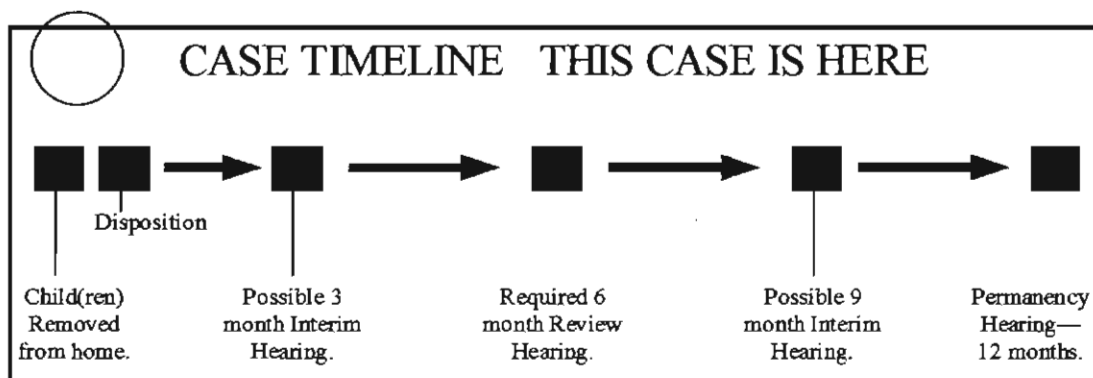 CASE TIMELINE THIS CASE IS HERE
Disposition
Child(ren)
Removed
from home.
Possible 3
month Interim
Hearing.
Required 6
month Review
Hearing.
Possible 9
month Interim
Hearing.
Permanency
Hearing—
12 months.